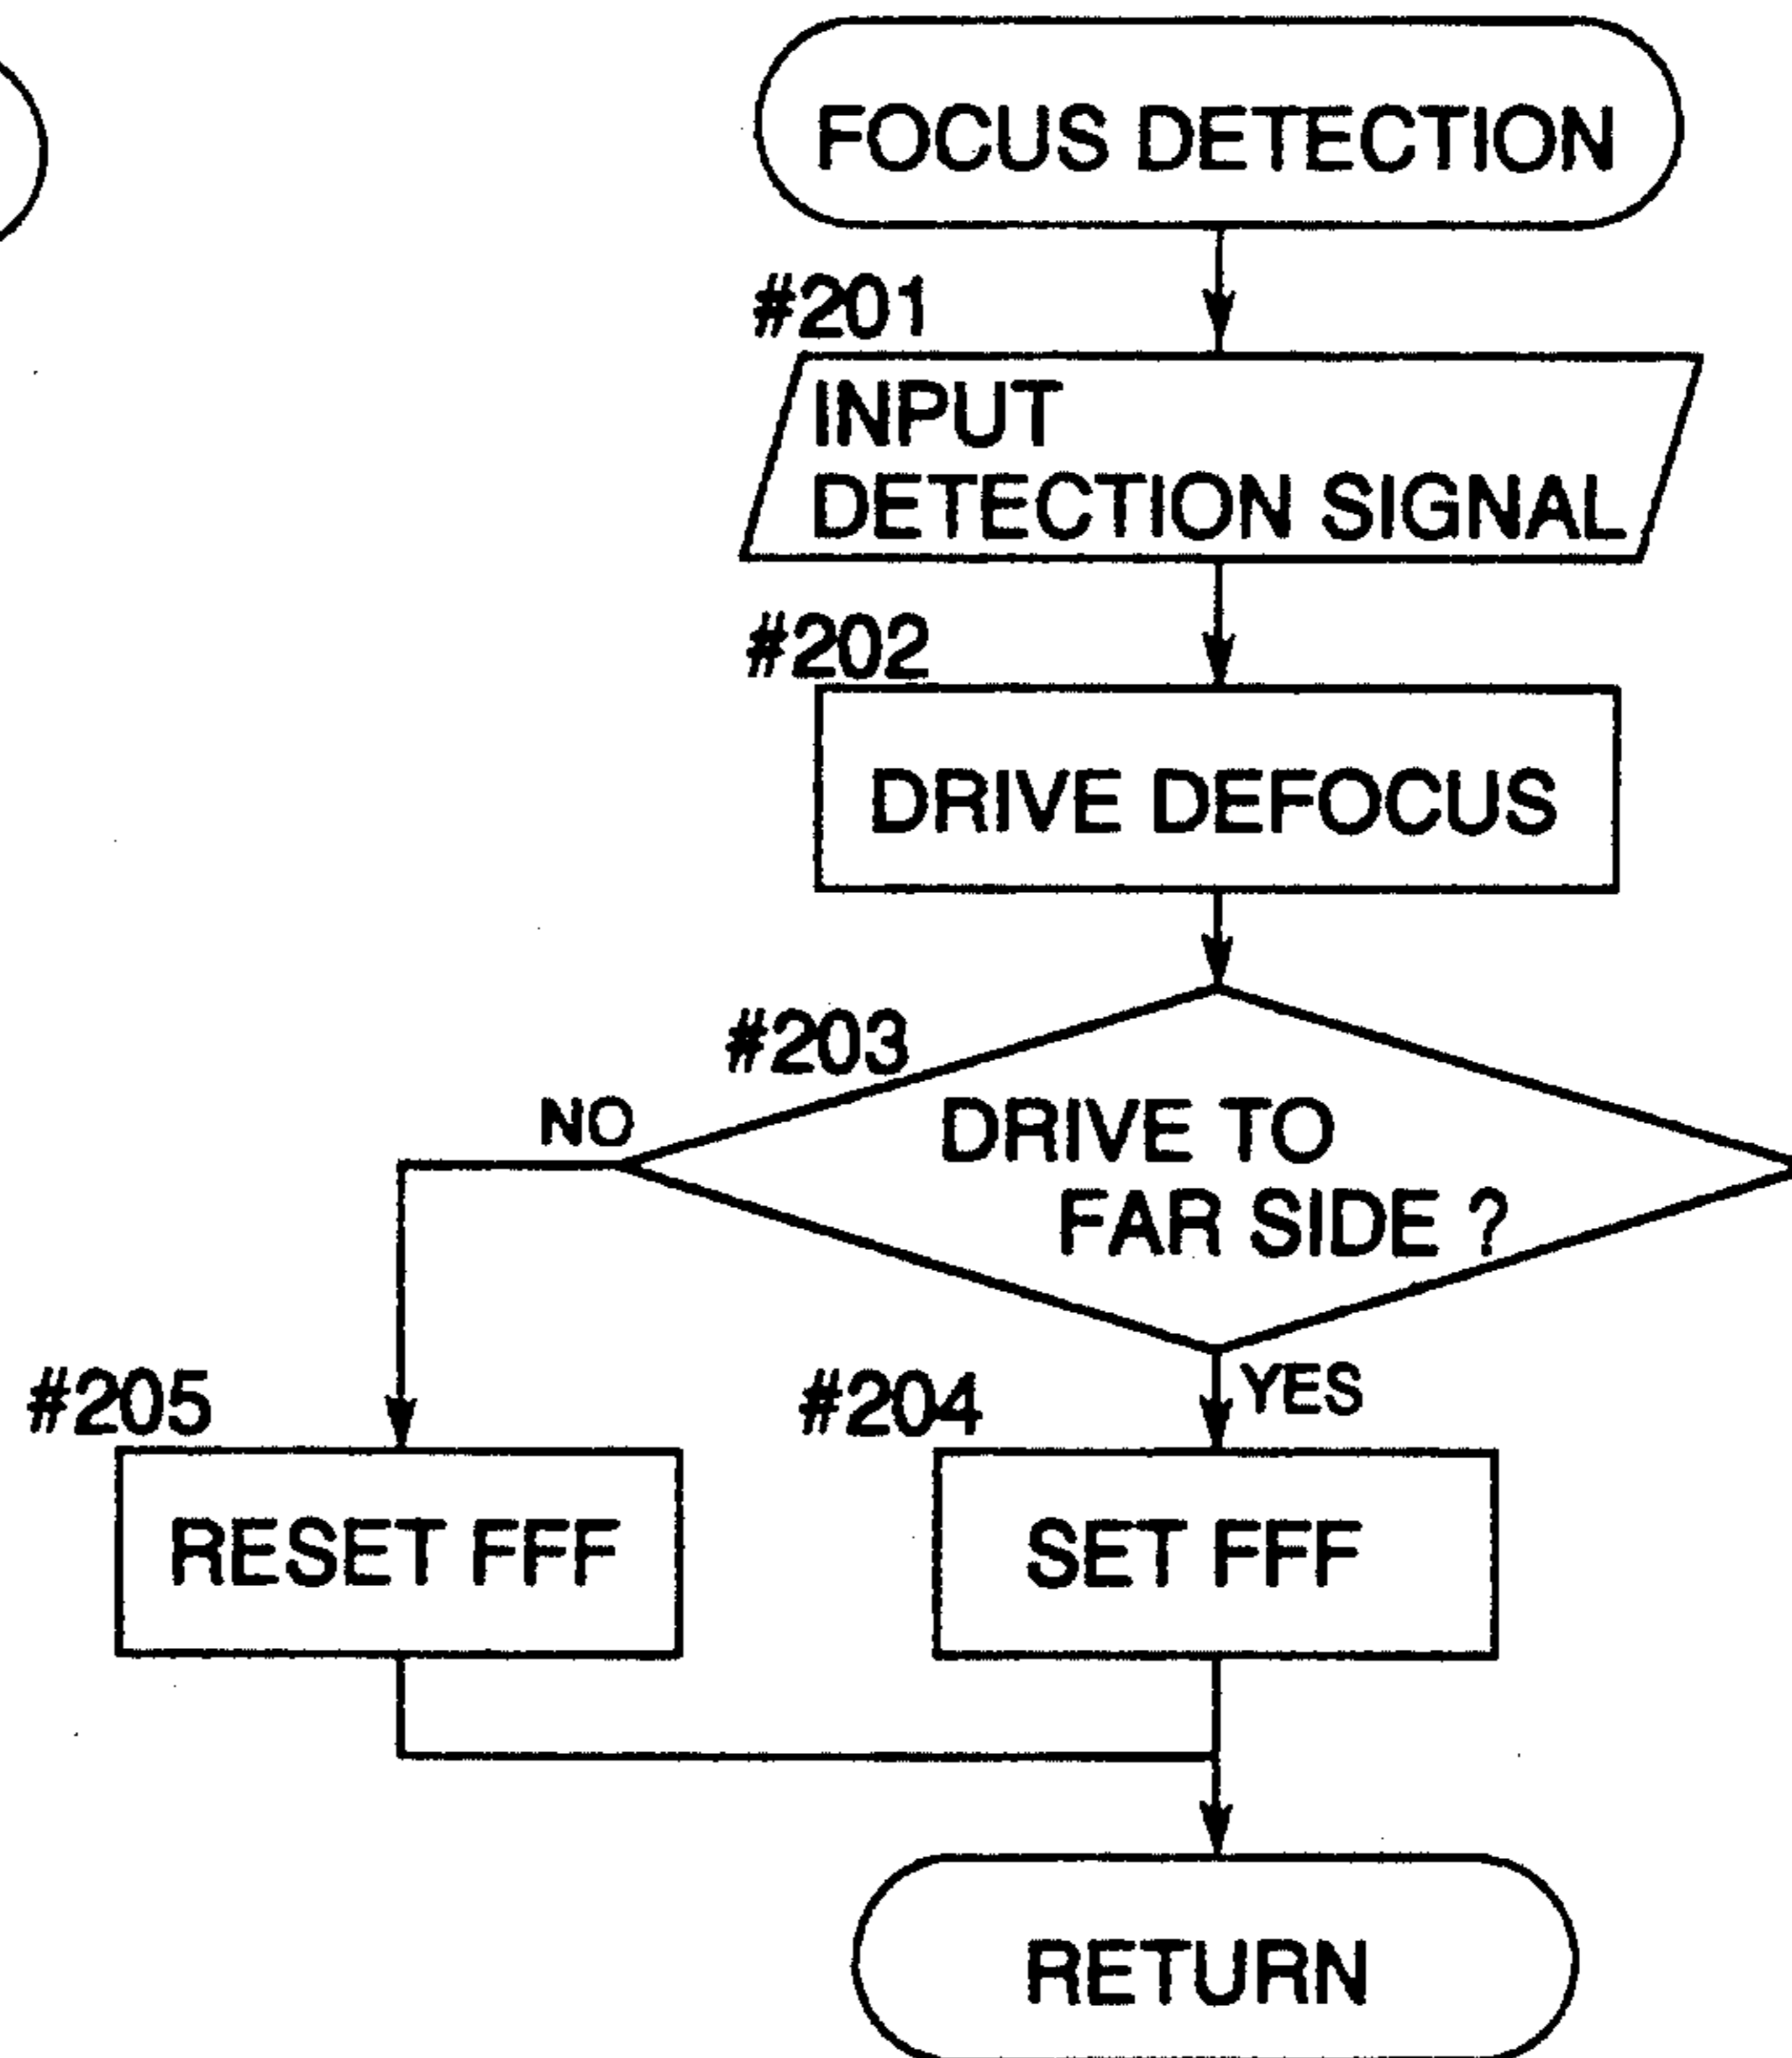 FOCUS DETECTION
#201
INPUT
DETECTION SIGNAL
#202
DRIVE DEFOCUS
#203
NO
DRIVE TO
FAR SIDE ?
#205
#204
YES
RESET FFF
SET FFF
RETURN